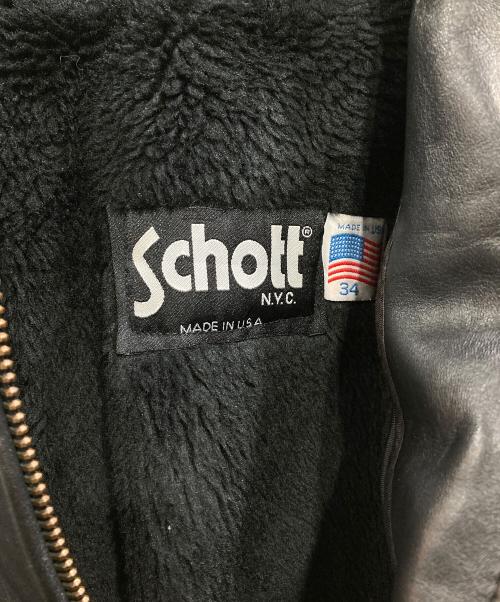 Schott®
N.Y.C.
MADE IN U.S.A.
MADE IN USA
34